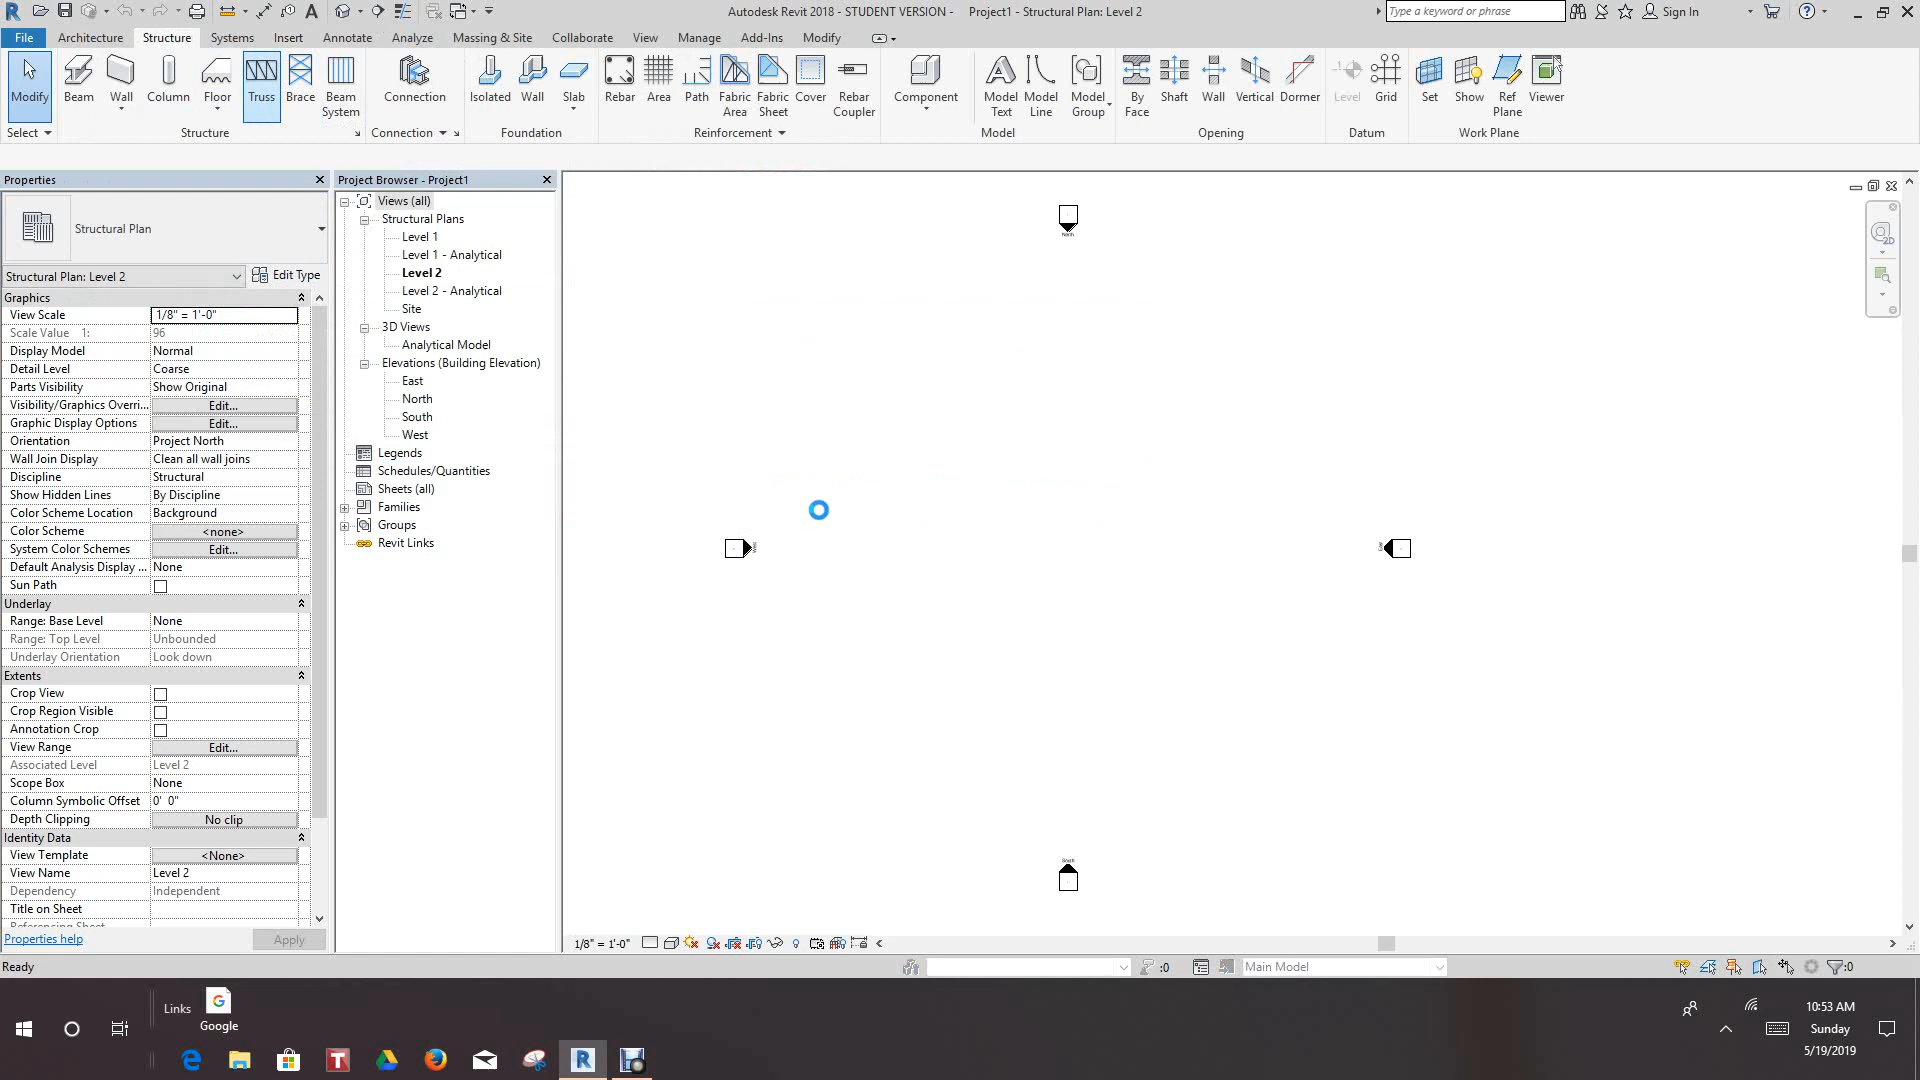 Autodesk Revit 2018 - STUDENT VERSION - Project1 - Structural Plan: Level 2
Type a keyword or phrase
Sign In
File Architecture Structure Systems Insert Annotate Analyze Massing & Site Collaborate View Manage Add-Ins Modify
Modify Beam Wall Column Floor Truss Brace Beam System Connection Isolated Wall Slab Rebar Area Path Fabric Area Fabric Sheet Cover Rebar Coupler Component Model Text Model Line Model Group By Face Shaft Wall Vertical Dormer Level Grid Set Show Ref Plane Viewer
Select Structure Connection Foundation Reinforcement Model Opening Datum Work Plane
Properties
Structural Plan
Structural Plan: Level 2 Edit Type
Graphics
View Scale 1/8" = 1'-0"
Scale Value 1: 96
Display Model Normal
Detail Level Coarse
Parts Visibility Show Original
Visibility/Graphics Overri... Edit...
Graphic Display Options Edit...
Orientation Project North
Wall Join Display Clean all wall joins
Discipline Structural
Show Hidden Lines By Discipline
Color Scheme Location Background
Color Scheme <none>
System Color Schemes Edit...
Default Analysis Display ... None
Sun Path
Underlay
Range: Base Level None
Range: Top Level Unbounded
Underlay Orientation Look down
Extents
Crop View
Crop Region Visible
Annotation Crop
View Range Edit...
Associated Level Level 2
Scope Box None
Column Symbolic Offset 0' 0"
Depth Clipping No clip
Identity Data
View Template <None>
View Name Level 2
Dependency Independent
Title on Sheet
Referencing Sheet
Properties help Apply
Project Browser - Project1
Views (all)
Structural Plans
Level 1
Level 1 - Analytical
Level 2
Level 2 - Analytical
Site
3D Views
Analytical Model
Elevations (Building Elevation)
East
North
South
West
Legends
Schedules/Quantities
Sheets (all)
Families
Groups
Revit Links
2D
North
South
1/8" = 1'-0"
Ready
:0
Main Model
:0
Links
Google
10:53 AM
Sunday
5/19/2019